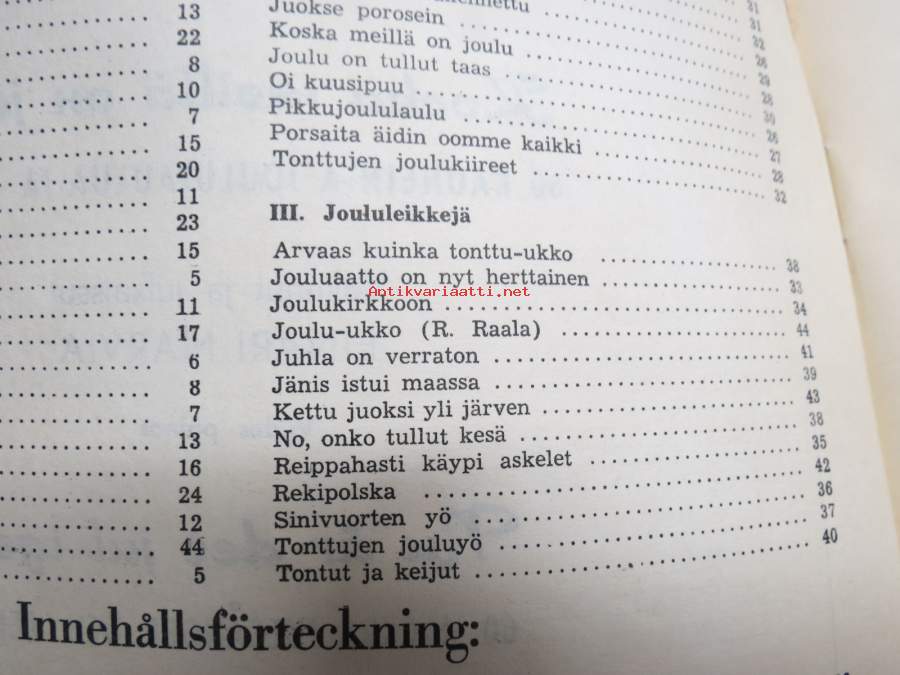 13
22
8
10
7
15
20
11
23
15
5
11
17
6
8
7
13
16
24
12
44
5
31
31
32
26
Juokse porosein 29
Koska meillä on joulu 28
Joulu on tullut taas 30
Oi kuusipuu 26
Pikkujoululaulu 27
Porsaita äidin oomme kaikki 28
Tonttujen joulukiireet 32
III. Joululeikkejä
Arvaas kuinka tonttu-ukko 38
Jouluaatto on nyt herttainen 33
Antikvariaatti.net
Joulukirkkoon 34
Joulu-ukko (R. Raala) 44
Juhla on verraton 41
Jänis istui maassa 39
Kettu juoksi yli järven 43
No, onko tullut kesä 38
Reippahasti käypi askelet 35
Rekipolska 42
Sinivuorten yö 36
Tonttujen jouluyö 37
Tontut ja keijut 40
Innehållsförteckning: